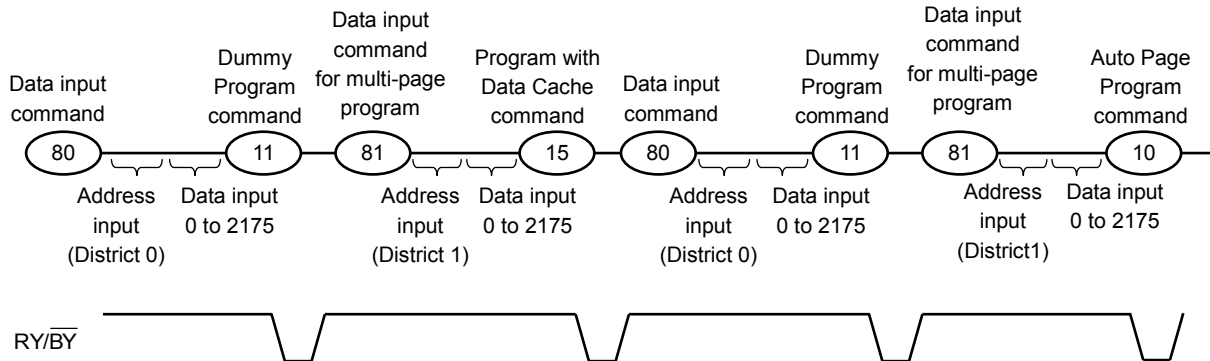 Data input
command
Dummy
Program
command
Data input
command
for multi-page
program
Program with
Data Cache
command
Data input
command
Dummy
Program
command
Data input
command
for multi-page
program
Auto Page
Program
command
80
11
81
15
80
11
81
10
Address
input
(District 0)
Data input
0 to 2175
Address
input
(District 1)
Data input
0 to 2175
Address
input
(District 0)
Data input
0 to 2175
Address
input
(District1)
Data input
0 to 2175
RY/B̅Y̅